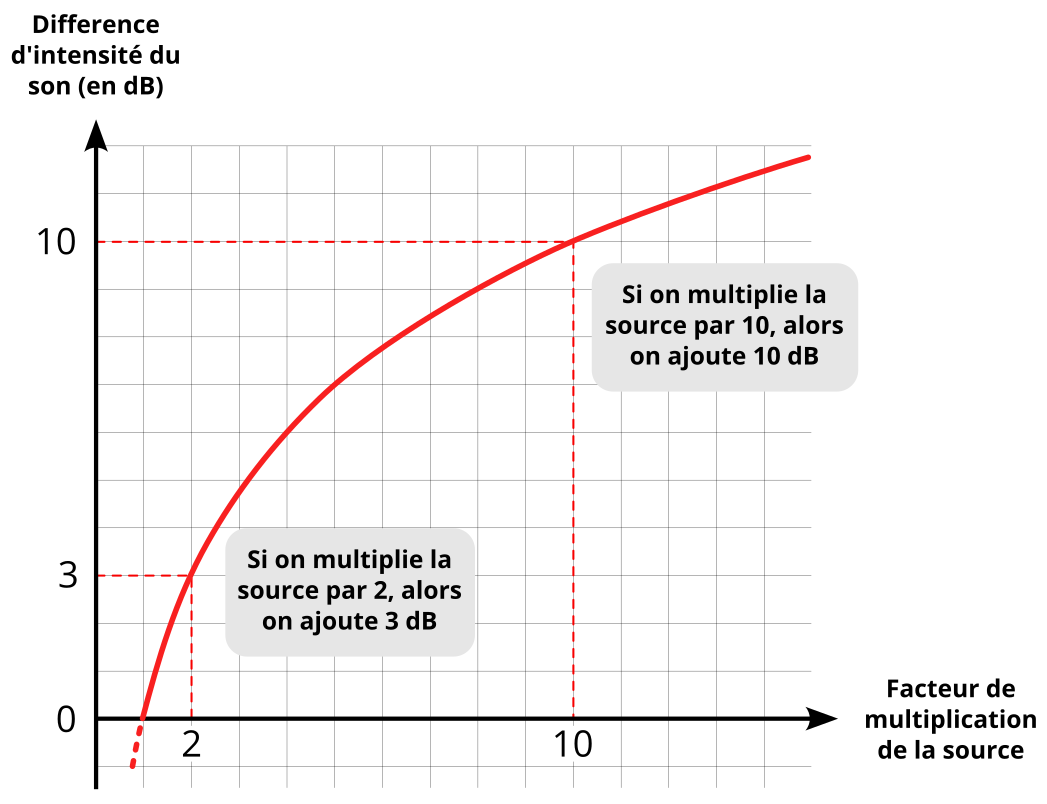 Difference
d'intensité du
son (en dB)
10
Si on multiplie la
source par 10, alors
on ajoute 10 dB
3
Si on multiplie la
source par 2, alors
on ajoute 3 dB
0
2
10
Facteur de
multiplication
de la source